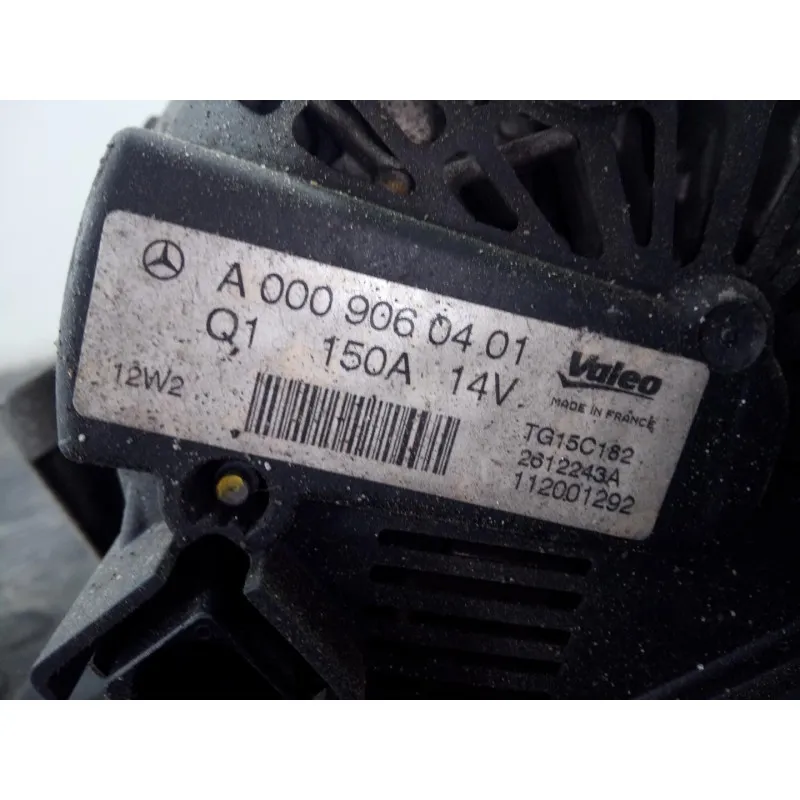 A 000 906 04 01
Q1 150A 14V
12W2
Valeo
MADE IN FRANCE
TG15C182
2612243A
112001292